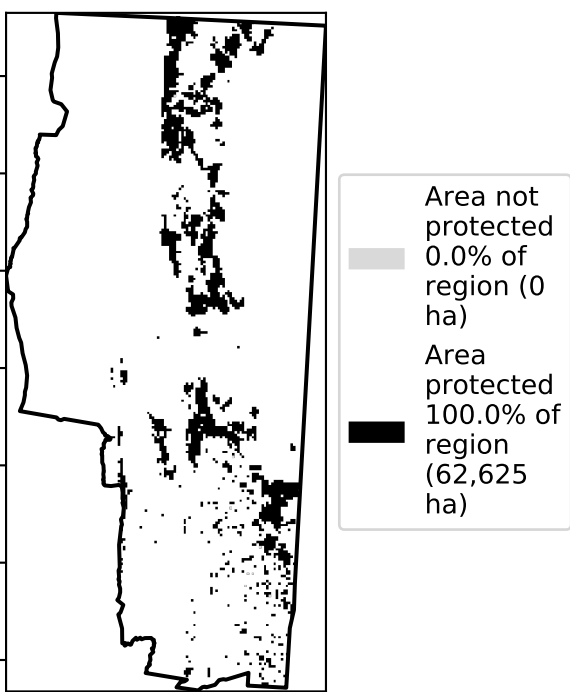 Area not
protected
0.0% of
region (0
ha)
Area
protected
100.0% of
region
(62,625
ha)